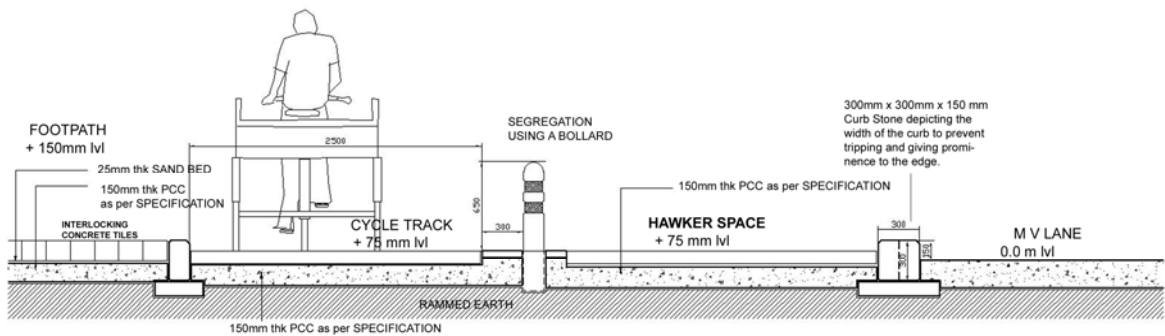 FOOTPATH
+ 150mm lvl
25mm thk SAND BED
150mm thk PCC
as per SPECIFICATION
INTERLOCKING
CONCRETE TILES
2500
CYCLE TRACK
+ 75 mm lvl
SEGREGATION
USING A BOLLARD
650
300
150mm thk PCC as per SPECIFICATION
HAWKER SPACE
+ 75 mm lvl
300mm x 300mm x 150 mm
Curb Stone depicting the
width of the curb to prevent
tripping and giving promi-
nence to the edge.
300
300
150
M V LANE
0.0 m lvl
RAMMED EARTH
150mm thk PCC as per SPECIFICATION